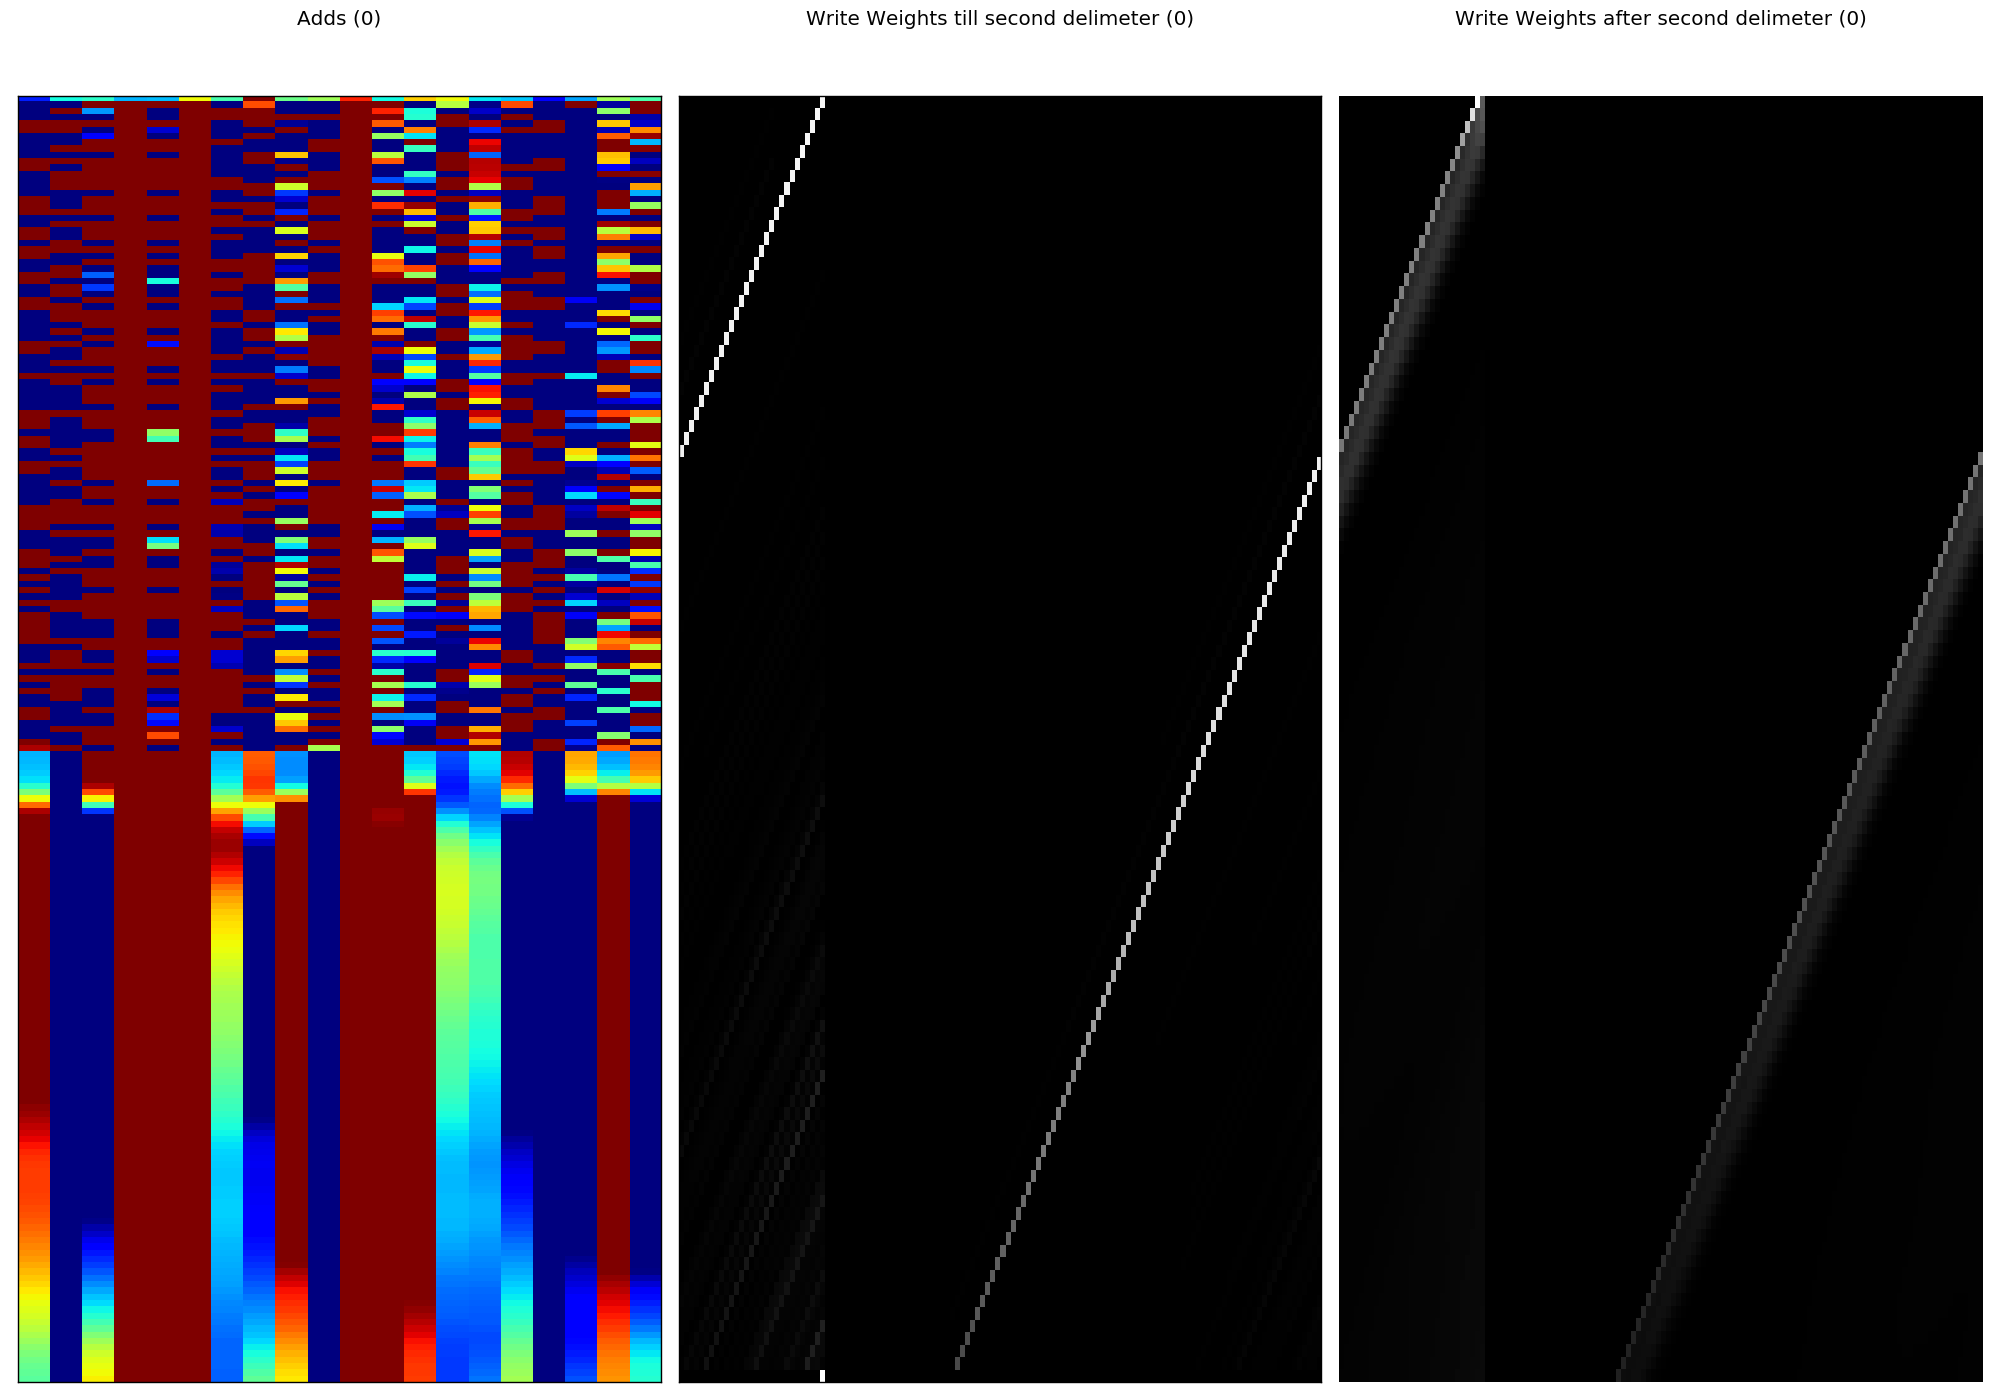 Adds (0)
Write Weights till second delimeter (0)
Write Weights after second delimeter (0)